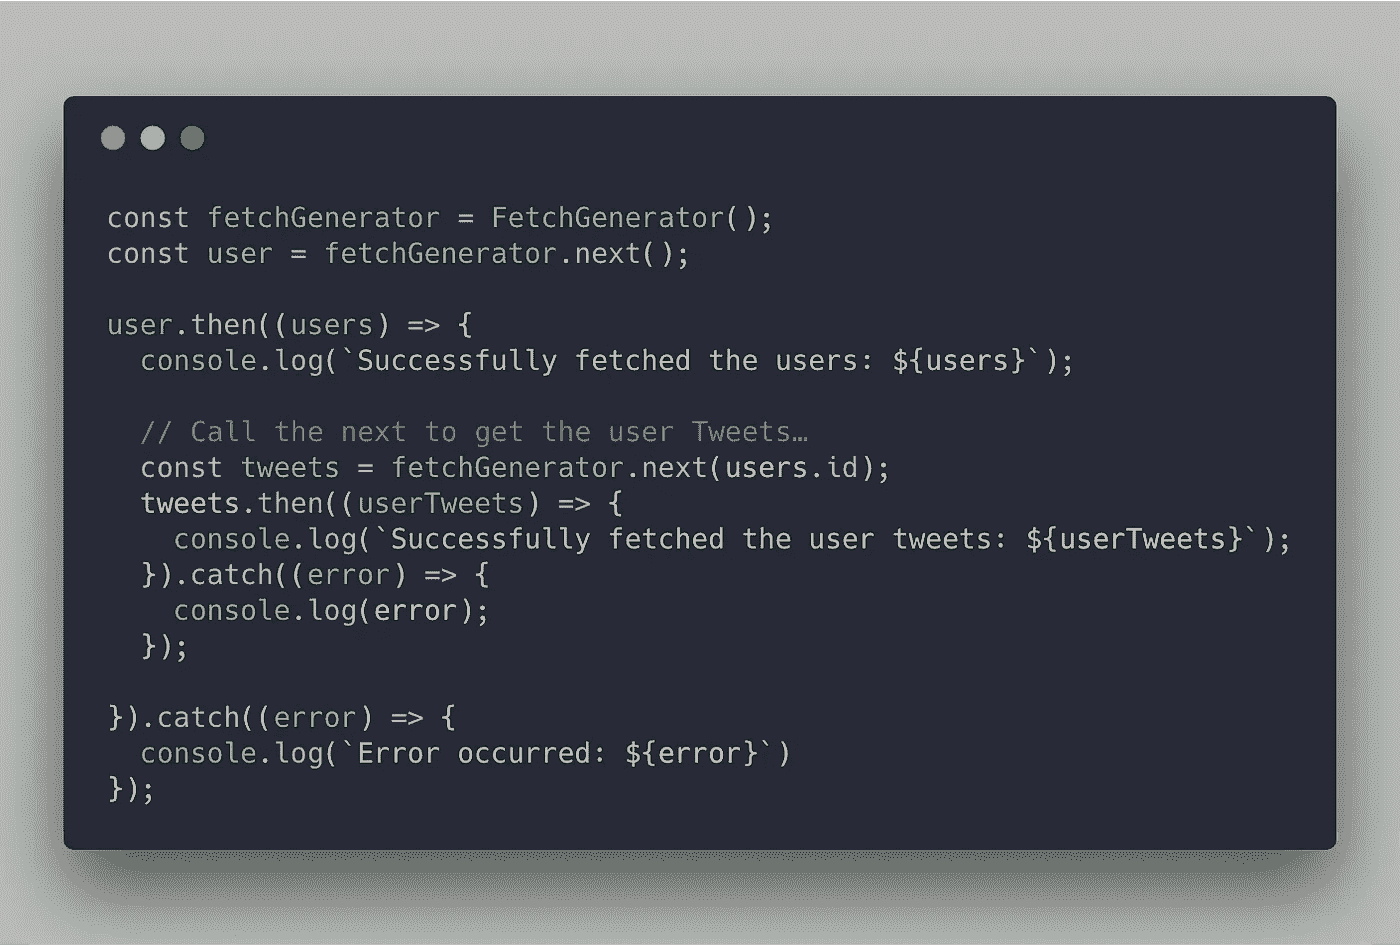 const fetchGenerator = FetchGenerator();
const user = fetchGenerator.next();

user.then((users) => {
  console.log(`Successfully fetched the users: ${users}`);

  // Call the next to get the user Tweets…
  const tweets = fetchGenerator.next(users.id);
  tweets.then((userTweets) => {
    console.log(`Successfully fetched the user tweets: ${userTweets}`);
  }).catch((error) => {
    console.log(error);
  });

}).catch((error) => {
  console.log(`Error occurred: ${error}`)
});